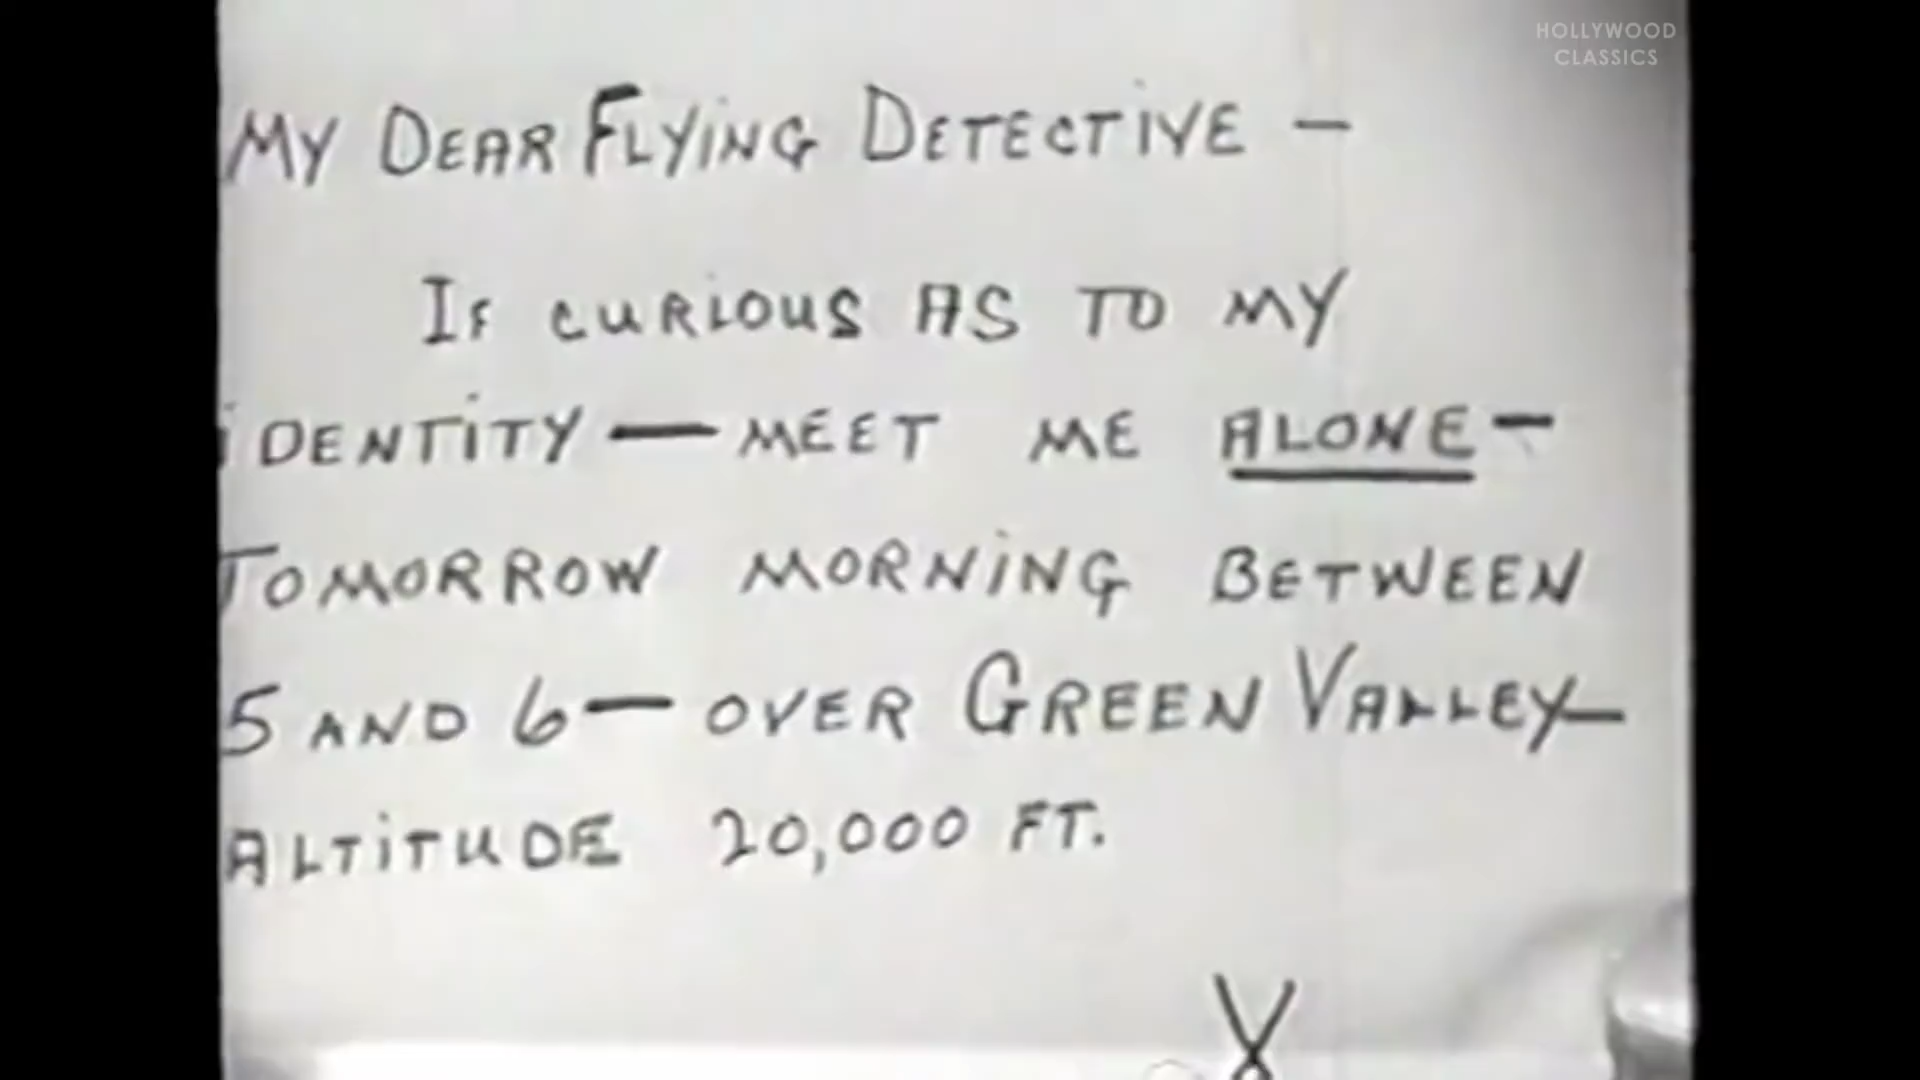 HOLLYWOOD
CLASSICS
MY DEAR FLYiNG DETECTIVE —
IF CURIOUS AS TO MY
iDENTiTY — MEET ME ALONE —
TOMORROW MORNiNG BETWEEN
5 AND 6 — OVER GREEN VALLEY —
ALTiTUDE 20,000 FT.
X